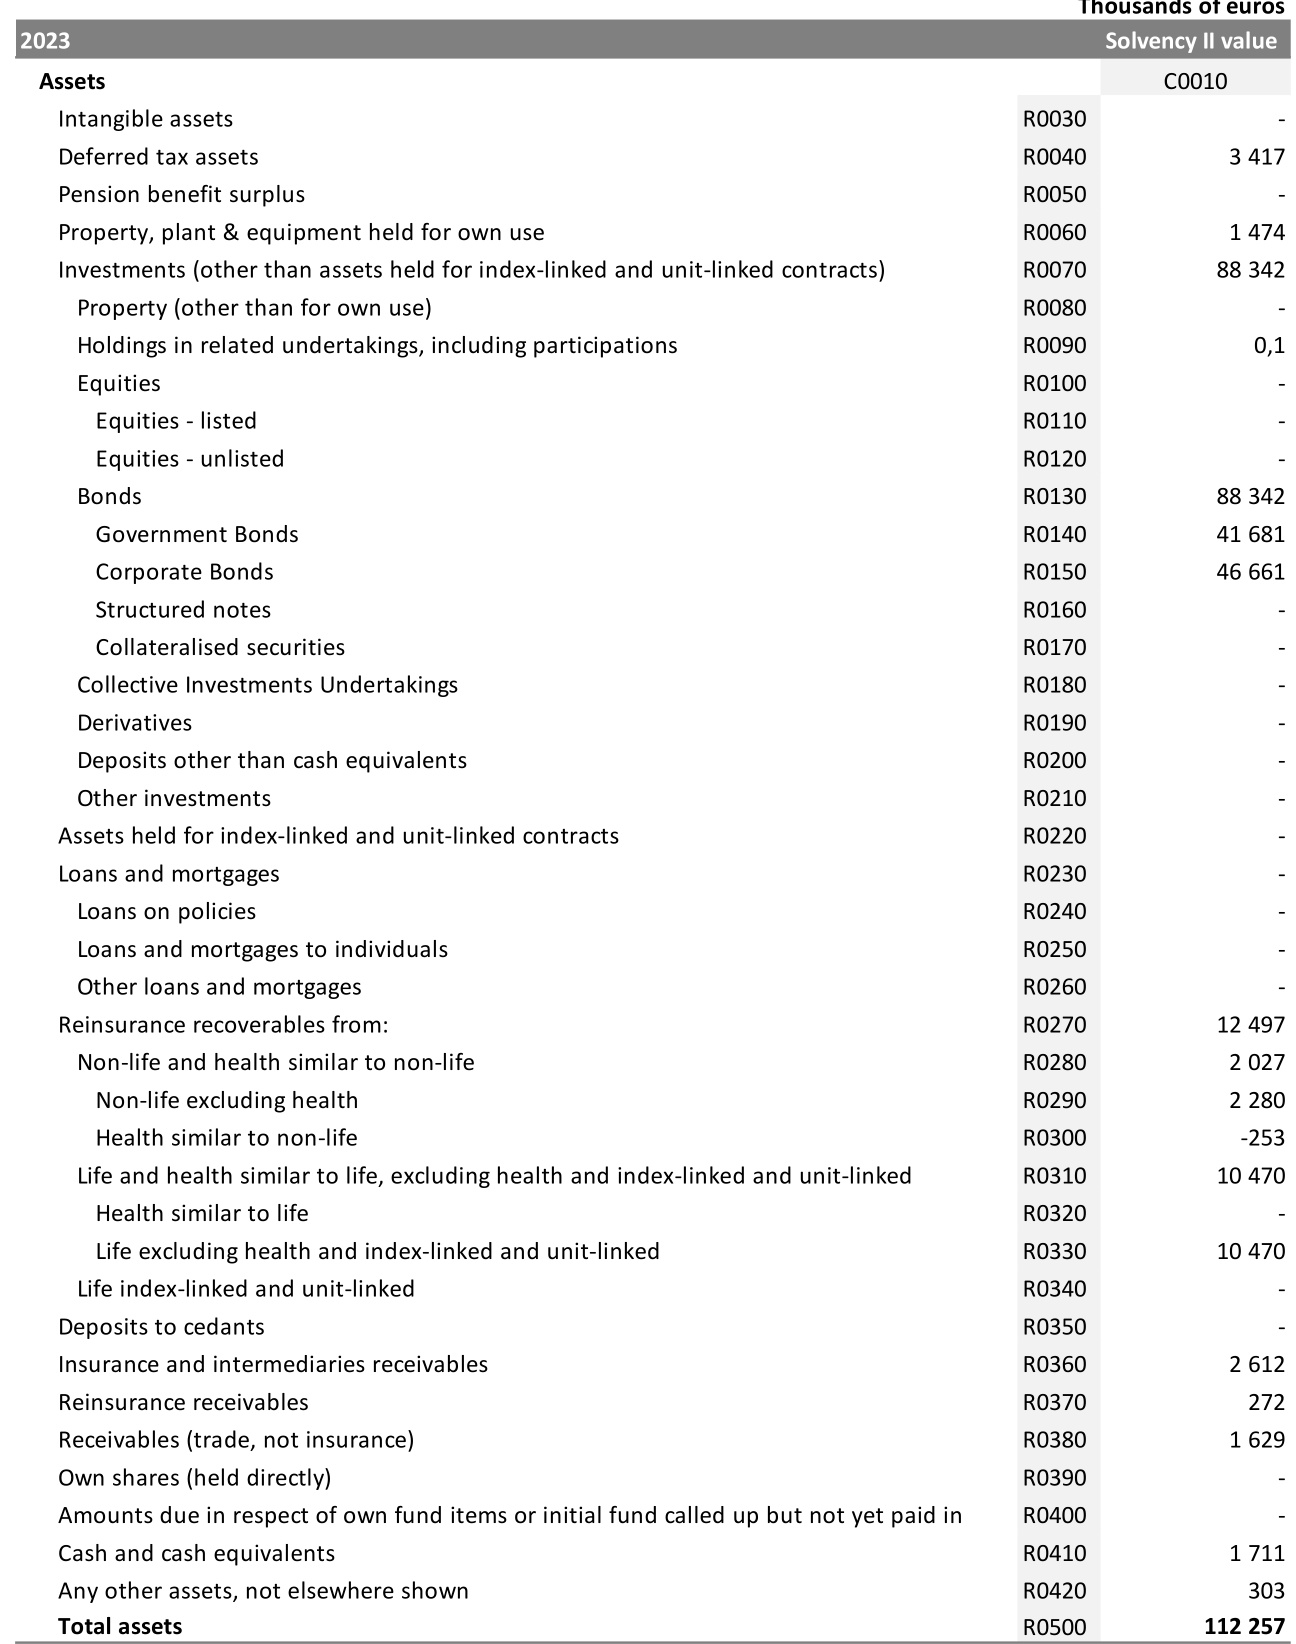 Thousands of euros
2023 Solvency II value
Assets C0010
Intangible assets R0030 -
Deferred tax assets R0040 3 417
Pension benefit surplus R0050 -
Property, plant & equipment held for own use R0060 1 474
Investments (other than assets held for index-linked and unit-linked contracts) R0070 88 342
Property (other than for own use) R0080 -
Holdings in related undertakings, including participations R0090 0,1
Equities R0100 -
Equities - listed R0110 -
Equities - unlisted R0120 -
Bonds R0130 88 342
Government Bonds R0140 41 681
Corporate Bonds R0150 46 661
Structured notes R0160 -
Collateralised securities R0170 -
Collective Investments Undertakings R0180 -
Derivatives R0190 -
Deposits other than cash equivalents R0200 -
Other investments R0210 -
Assets held for index-linked and unit-linked contracts R0220 -
Loans and mortgages R0230 -
Loans on policies R0240 -
Loans and mortgages to individuals R0250 -
Other loans and mortgages R0260 -
Reinsurance recoverables from: R0270 12 497
Non-life and health similar to non-life R0280 2 027
Non-life excluding health R0290 2 280
Health similar to non-life R0300 -253
Life and health similar to life, excluding health and index-linked and unit-linked R0310 10 470
Health similar to life R0320 -
Life excluding health and index-linked and unit-linked R0330 10 470
Life index-linked and unit-linked R0340 -
Deposits to cedants R0350 -
Insurance and intermediaries receivables R0360 2 612
Reinsurance receivables R0370 272
Receivables (trade, not insurance) R0380 1 629
Own shares (held directly) R0390 -
Amounts due in respect of own fund items or initial fund called up but not yet paid in R0400 -
Cash and cash equivalents R0410 1 711
Any other assets, not elsewhere shown R0420 303
Total assets R0500 112 257